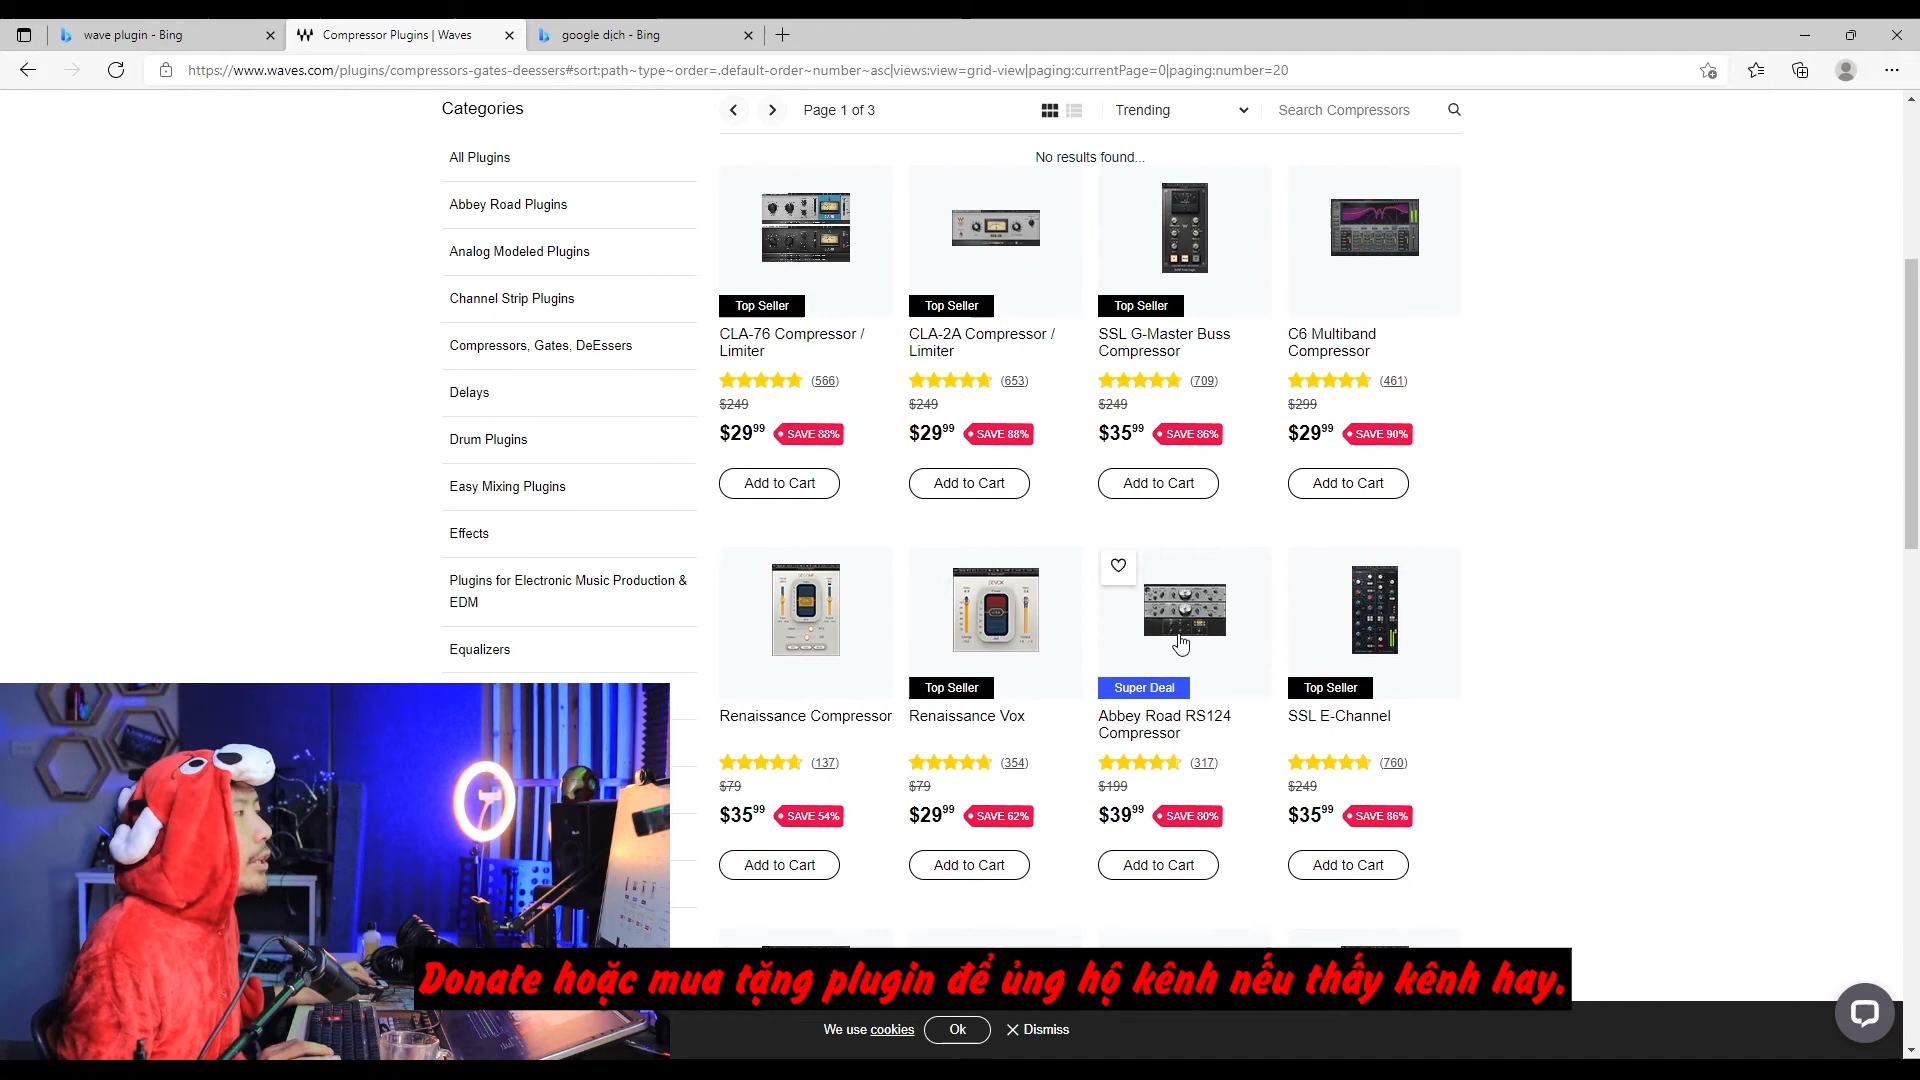 wave plugin - Bing
Compressor Plugins | Waves
google dịch - Bing
https://www.waves.com/plugins/compressors-gates-deessers#sort:path~type~order=.default-order~number~asc|views:view=grid-view|paging:currentPage=0|paging:number=20
Categories
All Plugins
Abbey Road Plugins
Analog Modeled Plugins
Channel Strip Plugins
Compressors, Gates, DeEssers
Delays
Drum Plugins
Easy Mixing Plugins
Effects
Plugins for Electronic Music Production &
EDM
Equalizers
Page 1 of 3
Trending
Search Compressors
No results found...
Top Seller
CLA-76 Compressor /
Limiter
(566)
$249
$29.99 SAVE 88%
Add to Cart
Top Seller
CLA-2A Compressor /
Limiter
(653)
$249
$29.99 SAVE 88%
Add to Cart
Top Seller
SSL G-Master Buss
Compressor
(709)
$249
$35.99 SAVE 86%
Add to Cart
C6 Multiband
Compressor
(461)
$299
$29.99 SAVE 90%
Add to Cart
Renaissance Compressor
(137)
$79
$35.99 SAVE 54%
Add to Cart
Top Seller
Renaissance Vox
(354)
$79
$29.99 SAVE 62%
Add to Cart
Super Deal
Abbey Road RS124
Compressor
(317)
$199
$39.99 SAVE 80%
Add to Cart
Top Seller
SSL E-Channel
(760)
$249
$35.99 SAVE 86%
Add to Cart
Donate hoặc mua tặng plugin để ủng hộ kênh nếu thấy kênh hay.
We use cookies
Ok
Dismiss